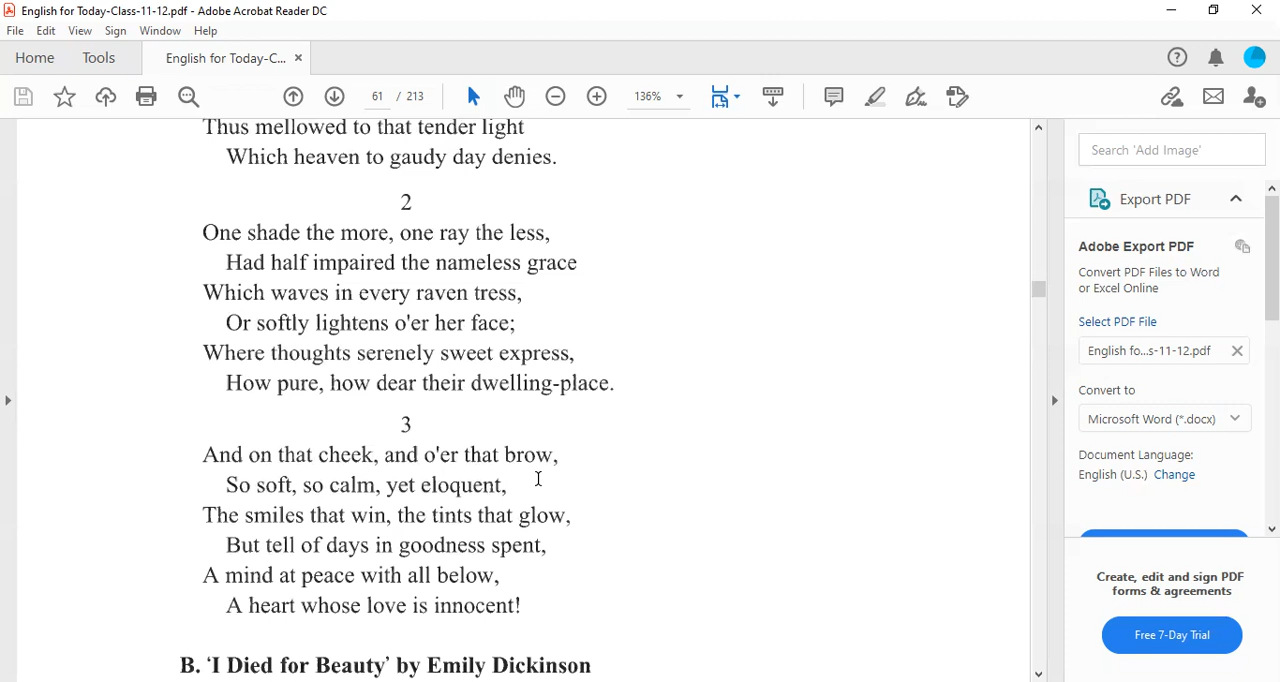 English for Today-Class-11-12.pdf - Adobe Acrobat Reader DC
File Edit View Sign Window Help
Home Tools English for Today-C... ×
61 / 213 136%
Thus mellowed to that tender light
Which heaven to gaudy day denies.
2
One shade the more, one ray the less,
Had half impaired the nameless grace
Which waves in every raven tress,
Or softly lightens o'er her face;
Where thoughts serenely sweet express,
How pure, how dear their dwelling-place.
3
And on that cheek, and o'er that brow,
So soft, so calm, yet eloquent,
The smiles that win, the tints that glow,
But tell of days in goodness spent,
A mind at peace with all below,
A heart whose love is innocent!
B. 'I Died for Beauty' by Emily Dickinson
Search 'Add Image'
Export PDF
Adobe Export PDF
Convert PDF Files to Word
or Excel Online
Select PDF File
English fo...s-11-12.pdf
Convert to
Microsoft Word (*.docx)
Document Language:
English (U.S.) Change
Create, edit and sign PDF
forms & agreements
Free 7-Day Trial